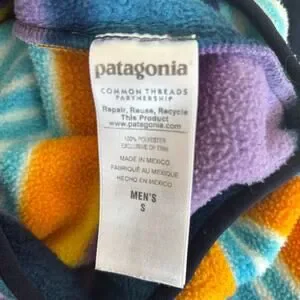 patagonia®
COMMON THREADS
PARTNERSHIP
Repair, Reuse, Recycle
This Product
www.patagonia.com
100% POLYESTER
EXCLUSIVE OF TRIM
MADE IN MEXICO
FABRIQUÉ AU MEXIQUE
HECHO EN MEXICO
MEN'S
S